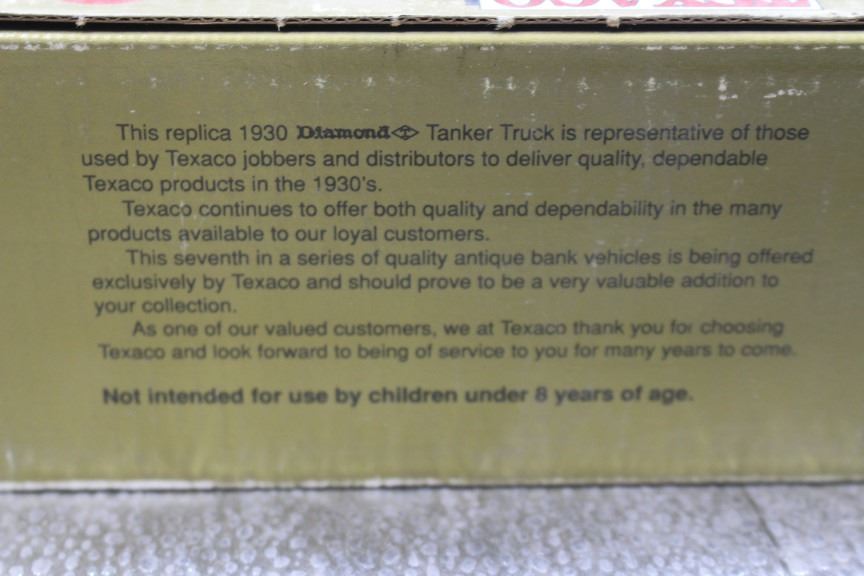 This replica 1930 Diamond T Tanker Truck is representative of those
used by Texaco jobbers and distributors to deliver quality, dependable
Texaco products in the 1930's.
Texaco continues to offer both quality and dependability in the many
products available to our loyal customers.
This seventh in a series of quality antique bank vehicles is being offered
exclusively by Texaco and should prove to be a very valuable addition to
your collection.
As one of our valued customers, we at Texaco thank you for choosing
Texaco and look forward to being of service to you for many years to come.
Not intended for use by children under 8 years of age.